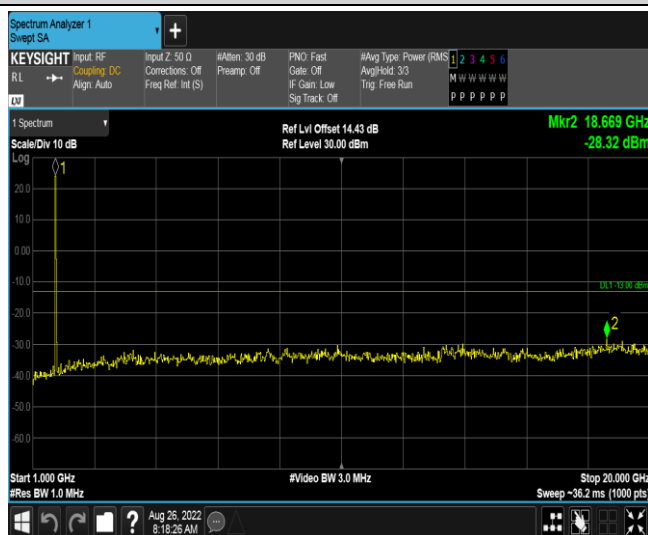 Spectrum Analyzer 1
Swept SA
+
KEYSIGHT
RL
Input: RF
Coupling: DC
Align: Auto
Input Z: 50 Ω
Corrections: Off
Freq Ref: Int (S)
#Atten: 30 dB
Preamp: Off
PNO: Fast
Gate: Off
IF Gain: Low
Sig Track: Off
#Avg Type: Power (RMS
Avg|Hold: 3/3
Trig: Free Run
1 2 3 4 5 6
M W W W W W
P P P P P P
LXI
1 Spectrum
Scale/Div 10 dB
Log
Ref Lvl Offset 14.43 dB
Ref Level 30.00 dBm
Mkr2 18.669 GHz
-28.32 dBm
1
20.0
10.0
0.00
-10.0
DL1 -13.00 dBm
2
-30.0
-40.0
-50.0
-60.0
Start 1.000 GHz
#Res BW 1.0 MHz
#Video BW 3.0 MHz
Stop 20.000 GHz
Sweep ~36.2 ms (1000 pts)
?
Aug 26, 2022
8:18:26 AM